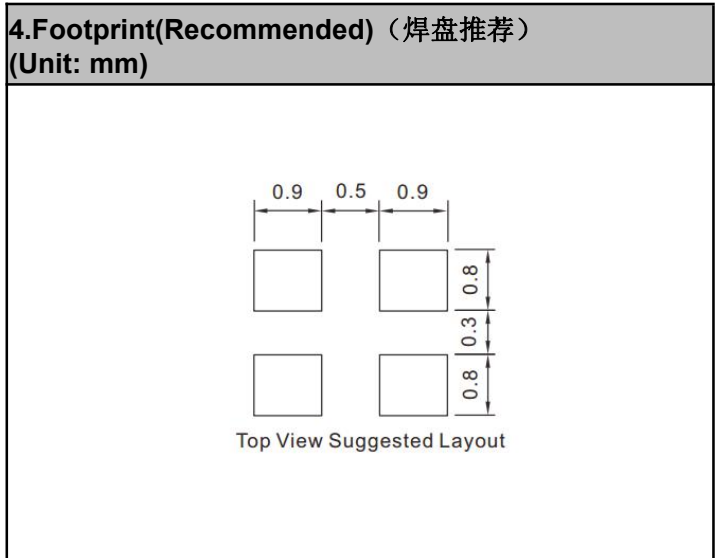 4.Footprint(Recommended)（焊盘推荐）
(Unit: mm)
0.9 0.5 0.9
0.8
0.3
0.8
Top View Suggested Layout